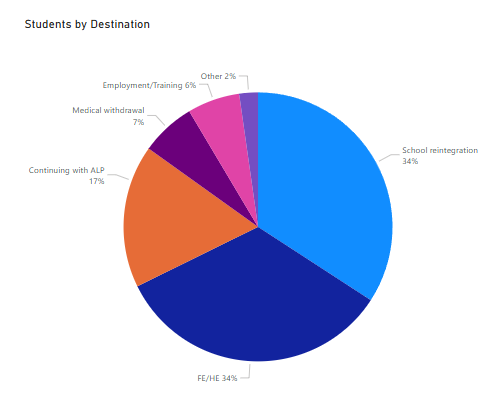 Students by Destination
Other 2%
Employment/Training 6%
Medical withdrawal
7%
School reintegration
34%
Continuing with ALP
17%
FE/HE 34%